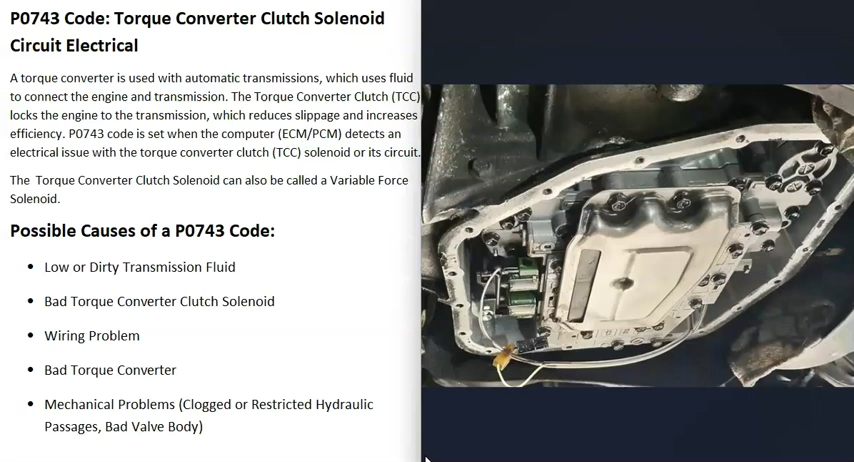 P0743 Code: Torque Converter Clutch Solenoid
Circuit Electrical
A torque converter is used with automatic transmissions, which uses fluid
to connect the engine and transmission. The Torque Converter Clutch (TCC)
locks the engine to the transmission, which reduces slippage and increases
efficiency. P0743 code is set when the computer (ECM/PCM) detects an
electrical issue with the torque converter clutch (TCC) solenoid or its circuit.
The Torque Converter Clutch Solenoid can also be called a Variable Force
Solenoid.
Possible Causes of a P0743 Code:
• Low or Dirty Transmission Fluid
• Bad Torque Converter Clutch Solenoid
• Wiring Problem
• Bad Torque Converter
• Mechanical Problems (Clogged or Restricted Hydraulic
Passages, Bad Valve Body)